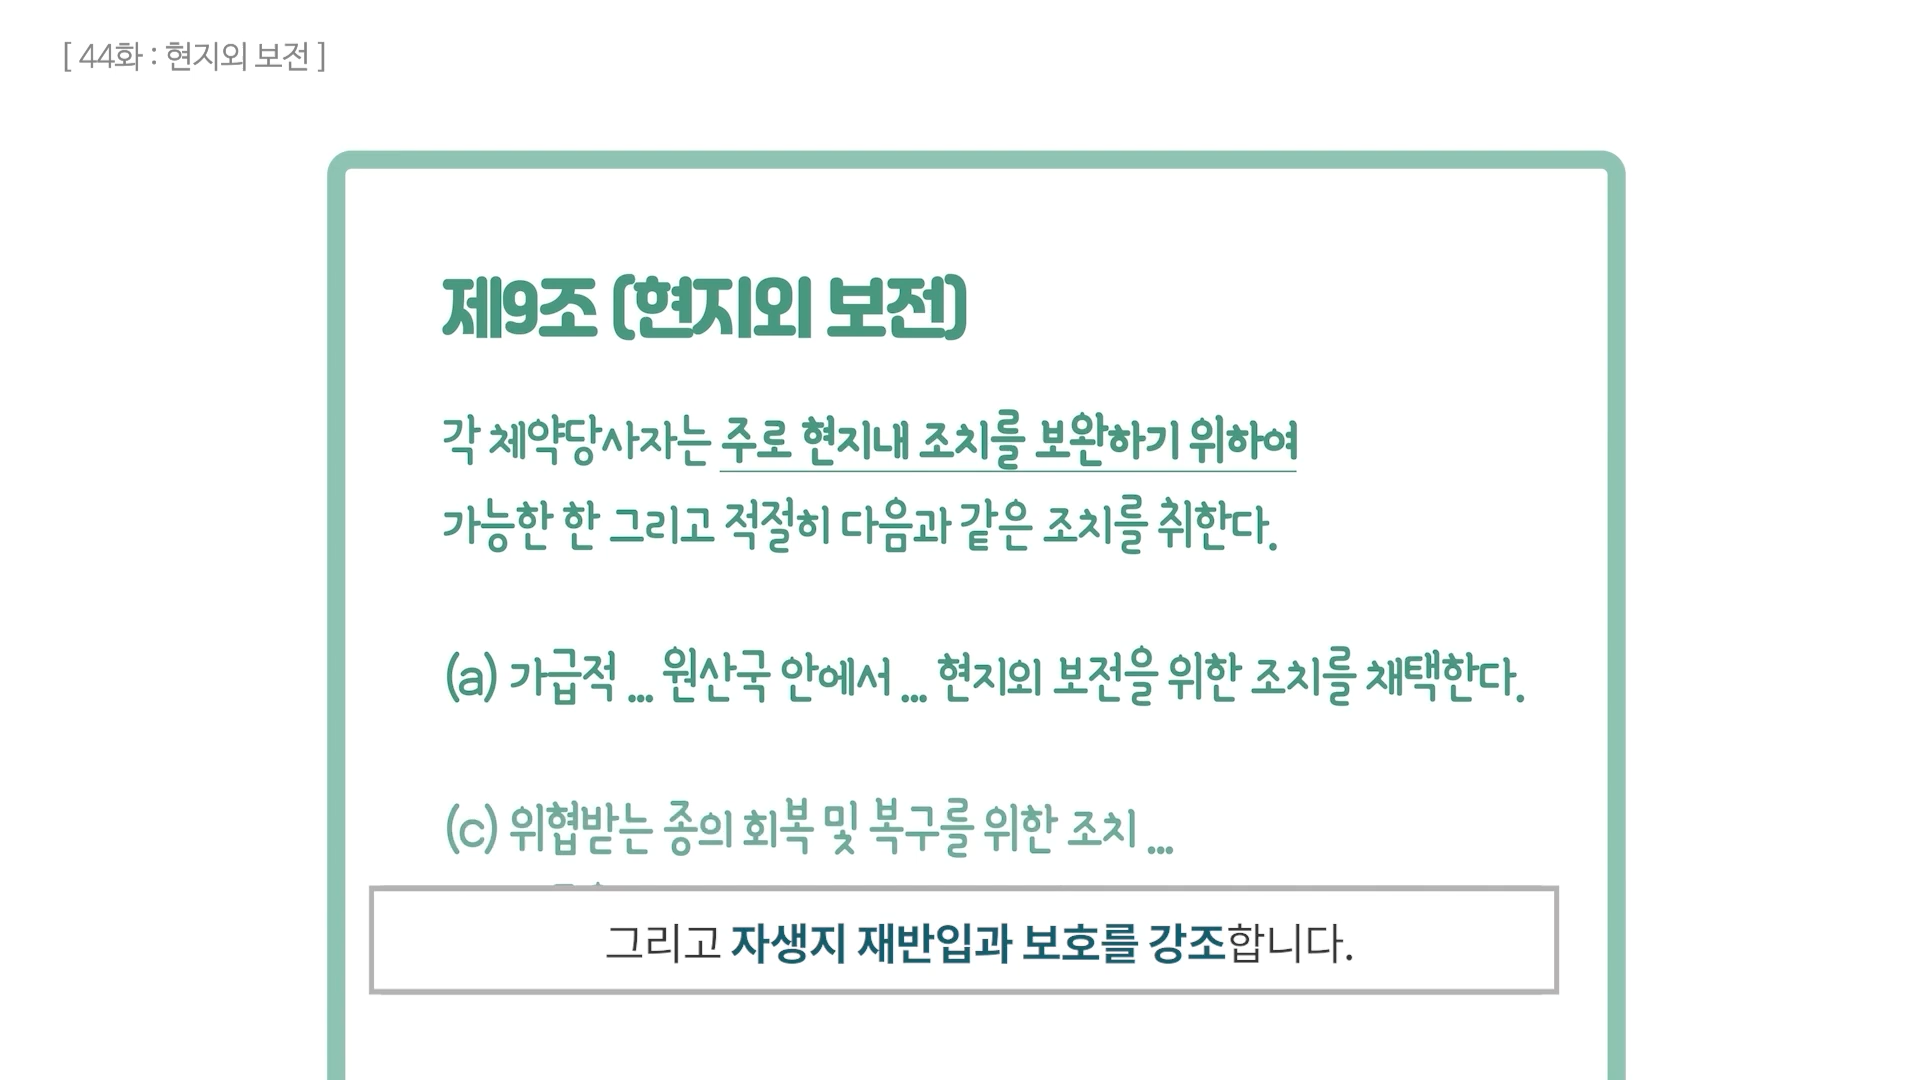 [ 44화 : 현지외 보전 ]
제9조 (현지외 보전)
각 체약당사자는 주로 현지내 조치를 보완하기 위하여
가능한 한 그리고 적절히 다음과 같은 조치를 취한다.
(a) 가급적 ... 원산국 안에서 ... 현지외 보전을 위한 조치를 채택한다.
(c) 위협받는 종의 회복 및 복구를 위한 조치 ...
그리고 자생지 재반입과 보호를 강조합니다.